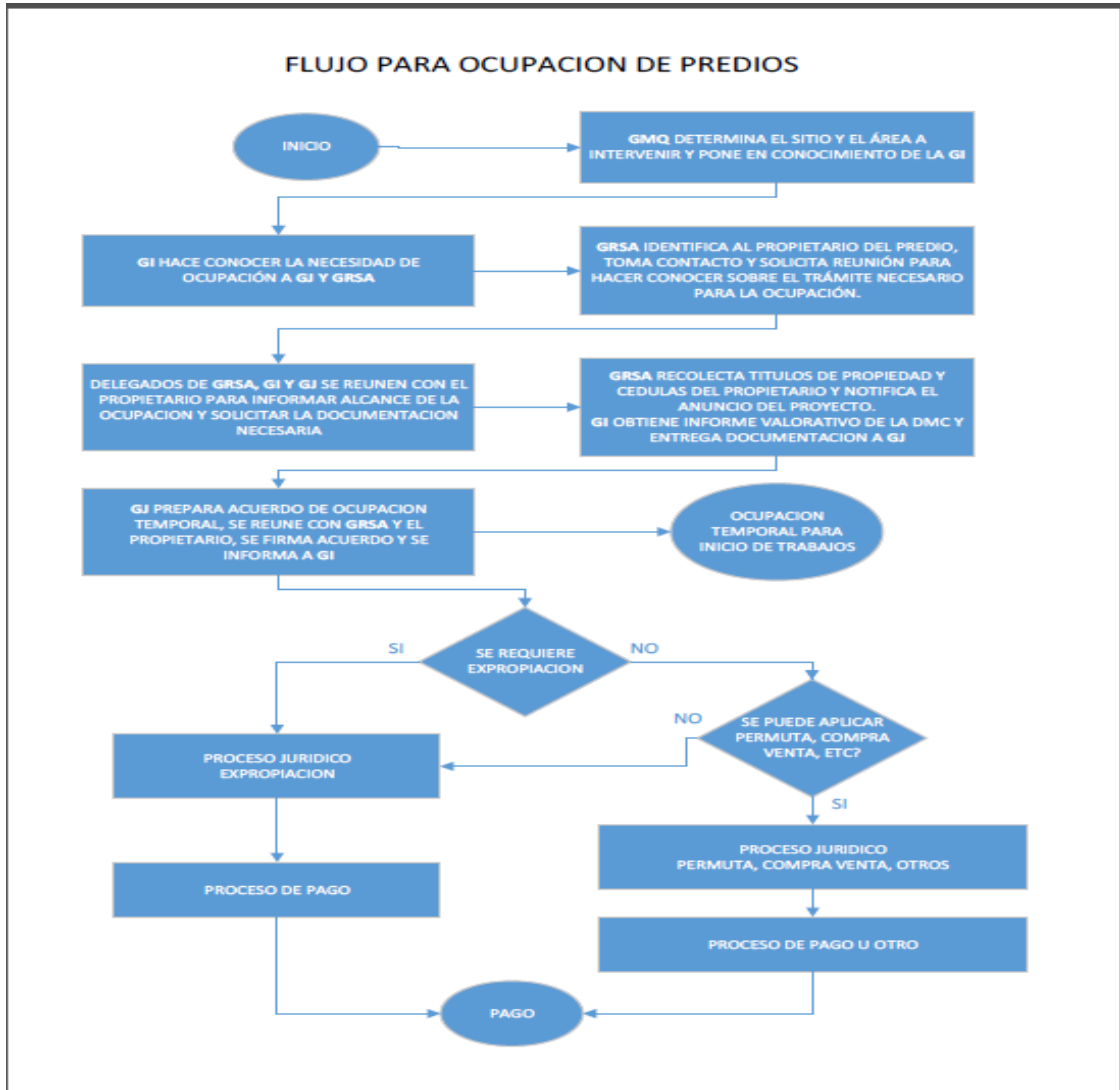 FLUJO PARA OCUPACION DE PREDIOS
INICIO
GMQ DETERMINA EL SITIO Y EL ÁREA A
INTERVENIR Y PONE EN CONOCIMIENTO DE LA GI
GI HACE CONOCER LA NECESIDAD DE
OCUPACIÓN A GJ Y GRSA
GRSA IDENTIFICA AL PROPIETARIO DEL PREDIO,
TOMA CONTACTO Y SOLICITA REUNIÓN PARA
HACER CONOCER SOBRE EL TRÁMITE NECESARIO
PARA LA OCUPACIÓN.
DELEGADOS DE GRSA, GI Y GJ SE REUNEN CON EL
PROPIETARIO PARA INFORMAR ALCANCE DE LA
OCUPACION Y SOLICITAR LA DOCUMENTACION
NECESARIA
GRSA RECOLECTA TITULOS DE PROPIEDAD Y
CEDULAS DEL PROPIETARIO Y NOTIFICA EL
ANUNCIO DEL PROYECTO.
GI OBTIENE INFORME VALORATIVO DE LA DMC Y
ENTREGA DOCUMENTACION A GJ
GJ PREPARA ACUERDO DE OCUPACION
TEMPORAL, SE REUNE CON GRSA Y EL
PROPIETARIO, SE FIRMA ACUERDO Y SE
INFORMA A GI
OCUPACION
TEMPORAL PARA
INICIO DE TRABAJOS
SE REQUIERE
EXPROPIACION
SI
NO
SE PUEDE APLICAR
PERMUTA, COMPRA
VENTA, ETC?
NO
SI
PROCESO JURIDICO
EXPROPIACION
PROCESO JURIDICO
PERMUTA, COMPRA VENTA, OTROS
PROCESO DE PAGO
PROCESO DE PAGO U OTRO
PAGO